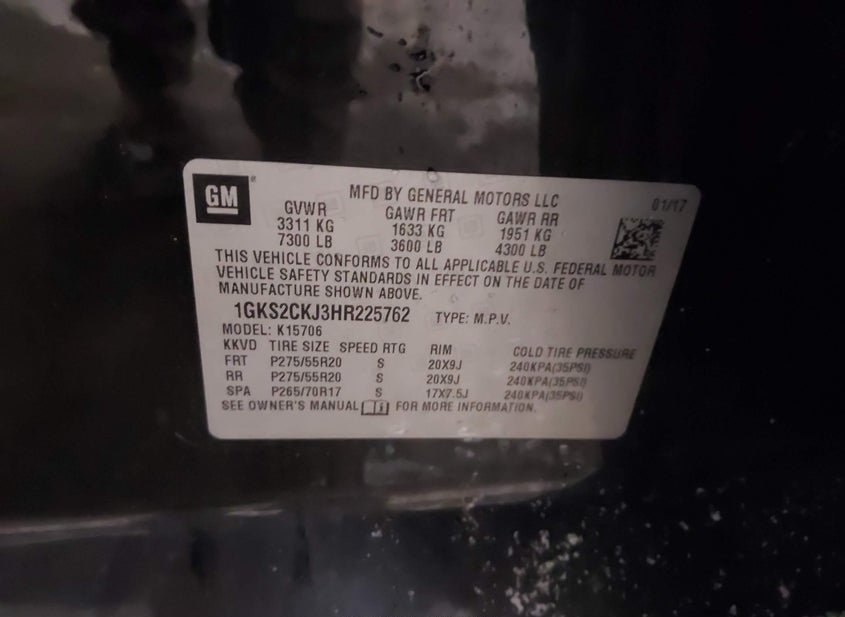 GM
MFD BY GENERAL MOTORS LLC 01/17
GVWR GAWR FRT GAWR RR
3311 KG 1633 KG 1951 KG
7300 LB 3600 LB 4300 LB
THIS VEHICLE CONFORMS TO ALL APPLICABLE U.S. FEDERAL MOTOR
VEHICLE SAFETY STANDARDS IN EFFECT ON THE DATE OF
MANUFACTURE SHOWN ABOVE.
1GKS2CKJ3HR225762 TYPE: M.P.V.
MODEL: K15706
KKVD TIRE SIZE SPEED RTG RIM COLD TIRE PRESSURE
FRT P275/55R20 S 20X9J 240KPA(35PSI)
RR P275/55R20 S 20X9J 240KPA(35PSI)
SPA P265/70R17 S 17X7.5J 240KPA(35PSI)
SEE OWNER'S MANUAL FOR MORE INFORMATION.